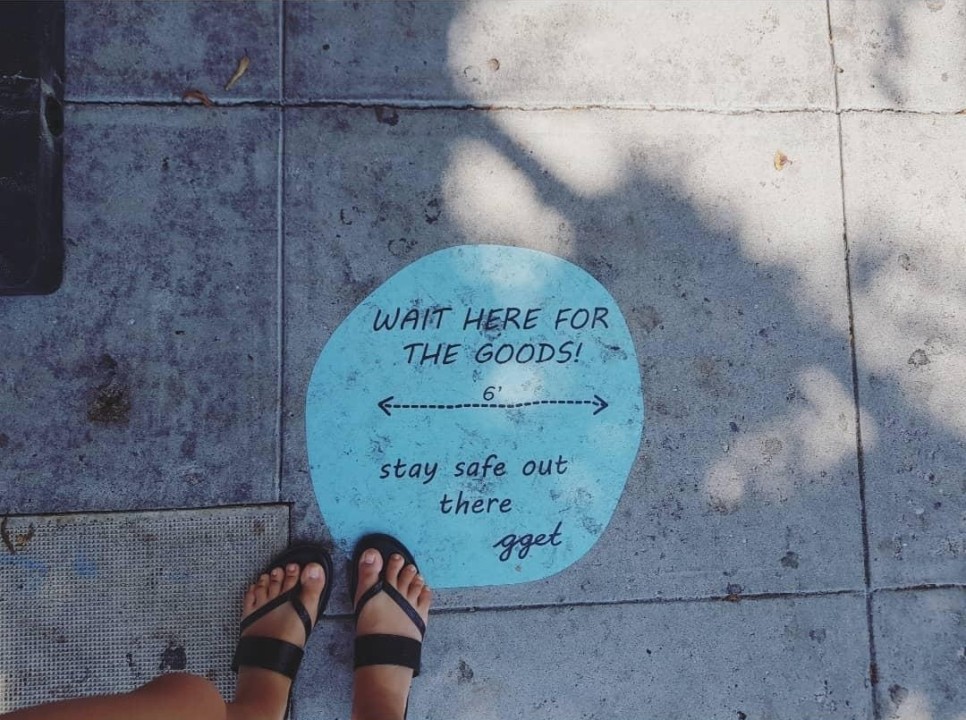 WAIT HERE FOR
THE GOODS!
6'
stay safe out
there
gget